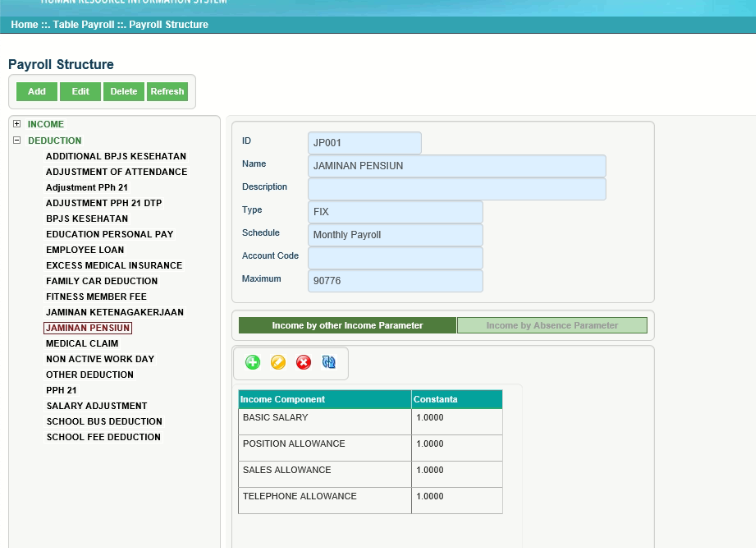 HUMAN RESOURCE INFORMATION SYSTEM
Home ::. Table Payroll ::. Payroll Structure
Payroll Structure
Add Edit Delete Refresh
INCOME
DEDUCTION
ADDITIONAL BPJS KESEHATAN
ADJUSTMENT OF ATTENDANCE
Adjustment PPh 21
ADJUSTMENT PPH 21 DTP
BPJS KESEHATAN
EDUCATION PERSONAL PAY
EMPLOYEE LOAN
EXCESS MEDICAL INSURANCE
FAMILY CAR DEDUCTION
FITNESS MEMBER FEE
JAMINAN KETENAGAKERJAAN
JAMINAN PENSIUN
MEDICAL CLAIM
NON ACTIVE WORK DAY
OTHER DEDUCTION
PPH 21
SALARY ADJUSTMENT
SCHOOL BUS DEDUCTION
SCHOOL FEE DEDUCTION
ID JP001
Name JAMINAN PENSIUN
Description
Type FIX
Schedule Monthly Payroll
Account Code
Maximum 90776
Income by other Income Parameter Income by Absence Parameter
Income Component Constanta
BASIC SALARY 1.0000
POSITION ALLOWANCE 1.0000
SALES ALLOWANCE 1.0000
TELEPHONE ALLOWANCE 1.0000